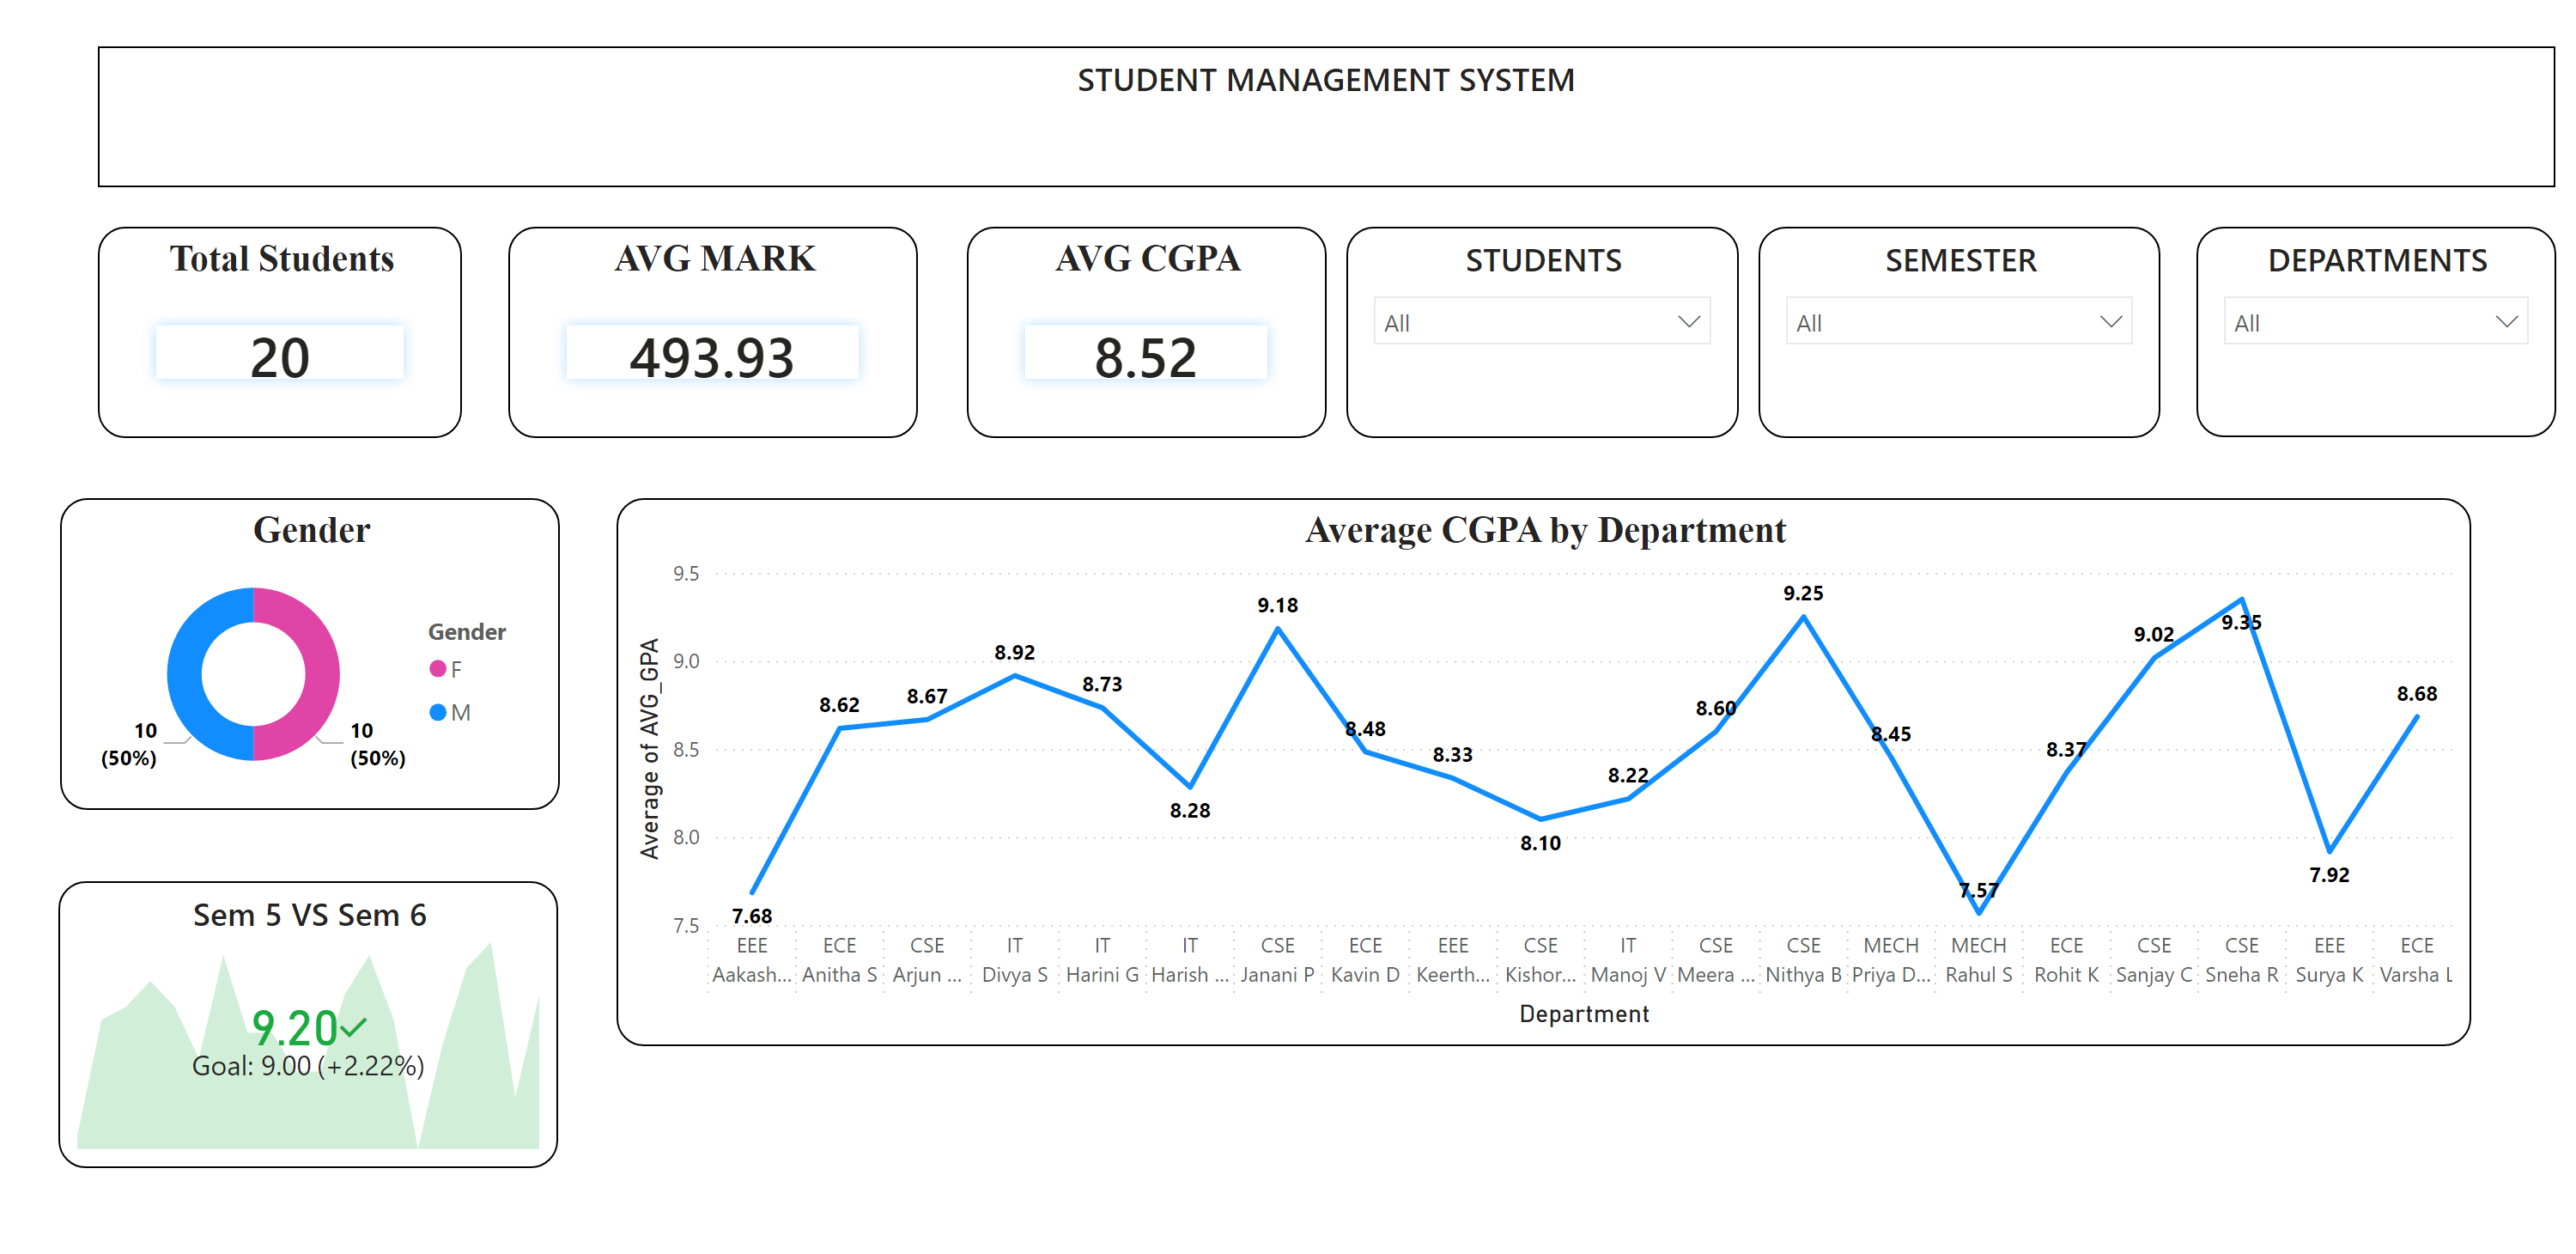 STUDENT MANAGEMENT SYSTEM
Total Students
20
AVG MARK
493.93
AVG CGPA
8.52
STUDENTS
All
SEMESTER
All
DEPARTMENTS
All
Gender
10
(50%)
10
(50%)
Gender
F
M
Sem 5 VS Sem 6
9.20
Goal: 9.00 (+2.22%)
Average CGPA by Department
Average of AVG_GPA
9.5
9.0
8.5
8.0
7.5
7.68
8.62
8.67
8.92
8.73
8.28
9.18
8.48
8.33
8.10
8.22
8.60
9.25
8.45
7.57
8.37
9.02
9.35
7.92
8.68
EEE ECE CSE IT IT IT CSE ECE EEE CSE IT CSE CSE MECH MECH ECE CSE CSE EEE ECE
Aakash... Anitha S Arjun ... Divya S Harini G Harish ... Janani P Kavin D Keerth... Kishor... Manoj V Meera ... Nithya B Priya D... Rahul S Rohit K Sanjay C Sneha R Surya K Varsha L
Department